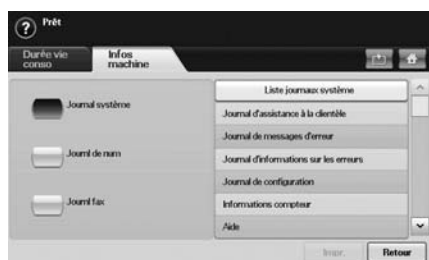 Prêt
Durée vie conso
Infos machine
Journal système
Journl de num
Journl fax
Liste journaux système
Journal d'assistance à la clientèle
Journal de messages d'erreur
Journal d'informations sur les erreurs
Journal de configuration
Informations compteur
Aide
Impr.
Retour